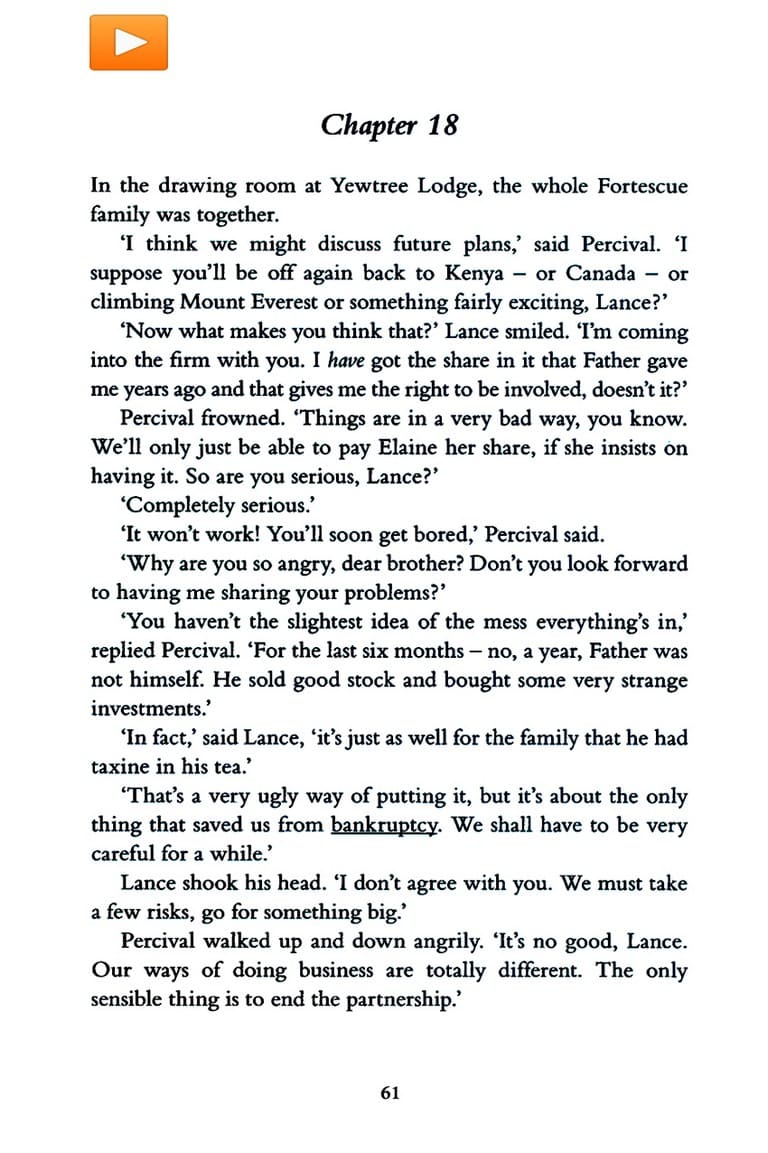 Chapter 18
In the drawing room at Yewtree Lodge, the whole Fortescue
family was together.
‘I think we might discuss future plans,’ said Percival. ‘I
suppose you’ll be off again back to Kenya – or Canada – or
climbing Mount Everest or something fairly exciting, Lance?’
‘Now what makes you think that?’ Lance smiled. ‘I’m coming
into the firm with you. I have got the share in it that Father gave
me years ago and that gives me the right to be involved, doesn’t it?’
Percival frowned. ‘Things are in a very bad way, you know.
We’ll only just be able to pay Elaine her share, if she insists on
having it. So are you serious, Lance?’
‘Completely serious.’
‘It won’t work! You’ll soon get bored,’ Percival said.
‘Why are you so angry, dear brother? Don’t you look forward
to having me sharing your problems?’
‘You haven’t the slightest idea of the mess everything’s in,’
replied Percival. ‘For the last six months – no, a year, Father was
not himself. He sold good stock and bought some very strange
investments.’
‘In fact,’ said Lance, ‘it’s just as well for the family that he had
taxine in his tea.’
‘That’s a very ugly way of putting it, but it’s about the only
thing that saved us from bankruptcy. We shall have to be very
careful for a while.’
Lance shook his head. ‘I don’t agree with you. We must take
a few risks, go for something big.’
Percival walked up and down angrily. ‘It’s no good, Lance.
Our ways of doing business are totally different. The only
sensible thing is to end the partnership.’
61